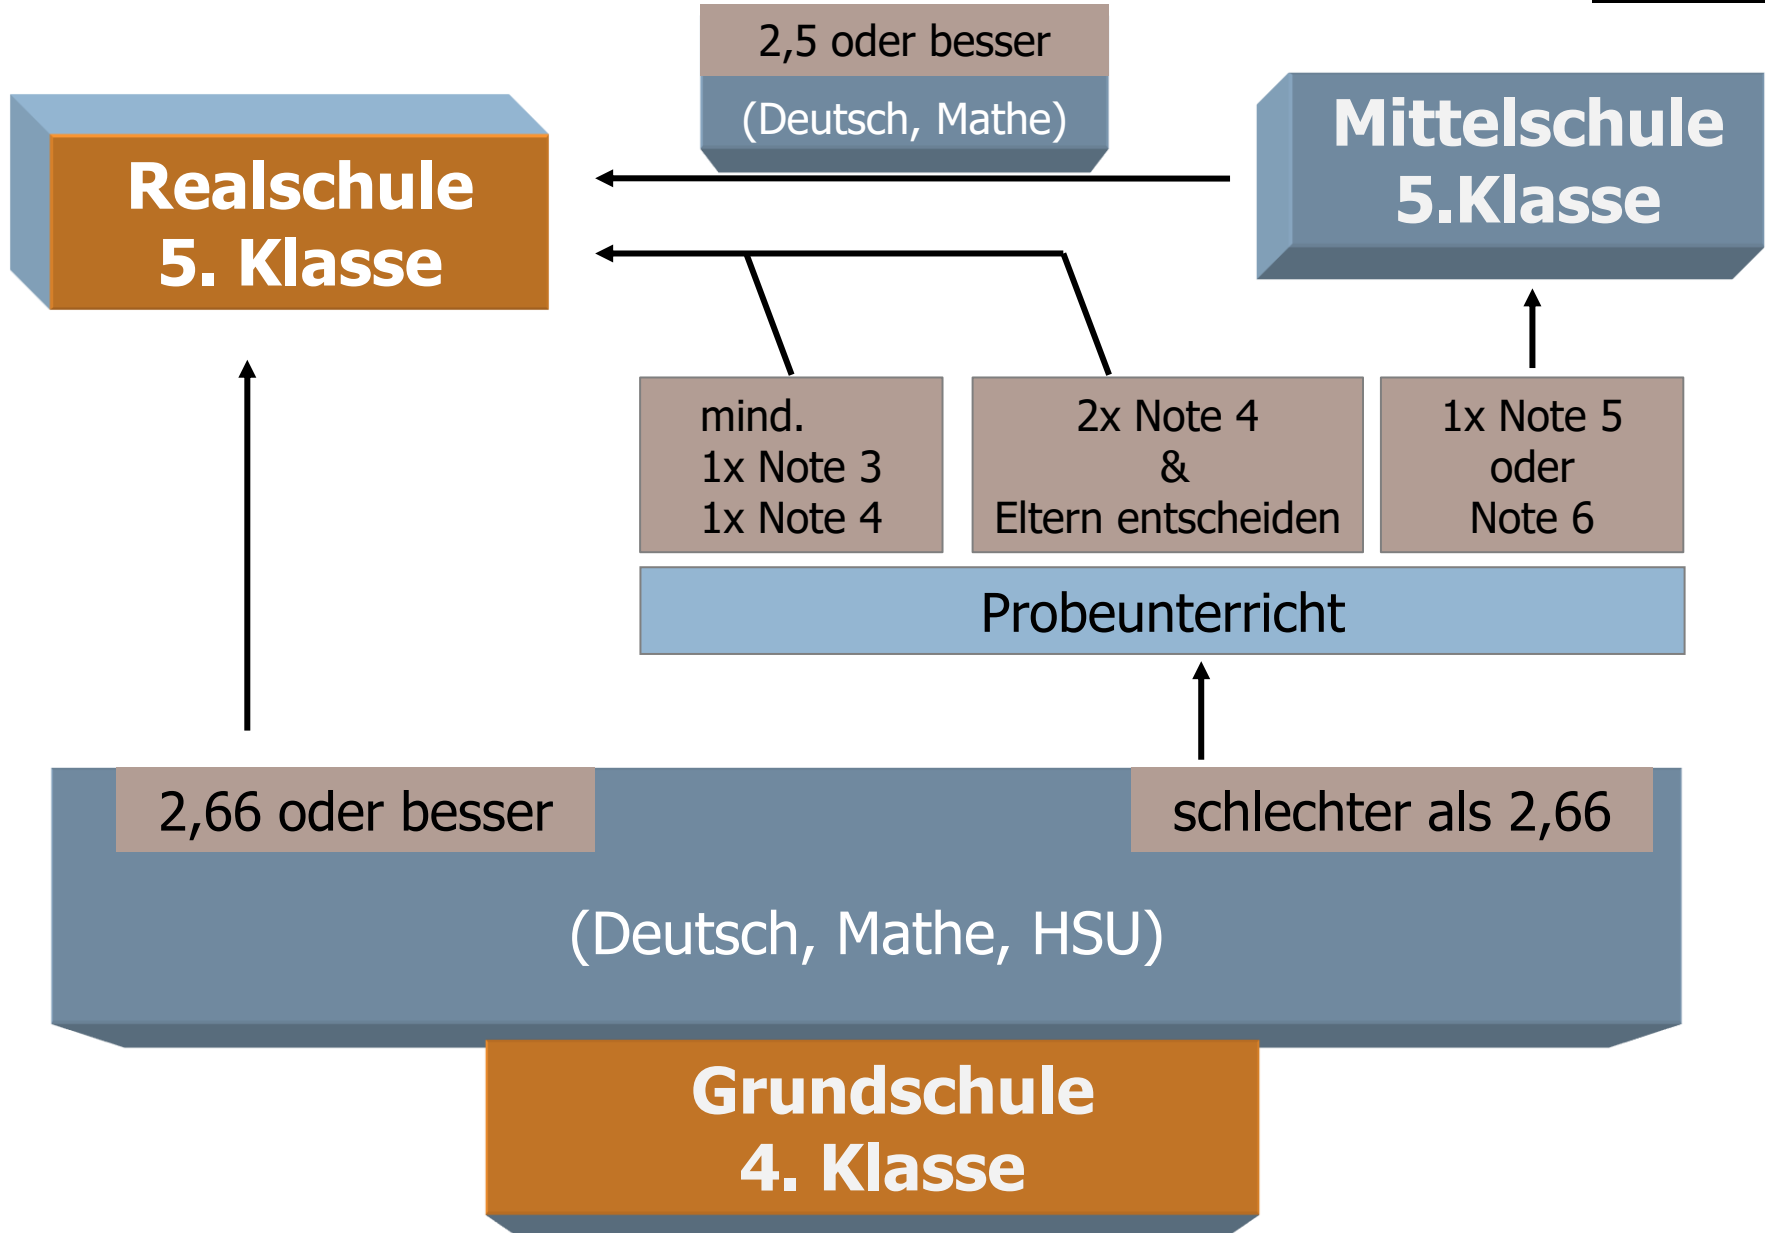 2,5 oder besser
(Deutsch, Mathe)
Mittelschule
5.Klasse
Realschule
5. Klasse
mind.
1x Note 3
1x Note 4
2x Note 4
&
Eltern entscheiden
1x Note 5
oder
Note 6
Probeunterricht
2,66 oder besser
schlechter als 2,66
(Deutsch, Mathe, HSU)
Grundschule
4. Klasse